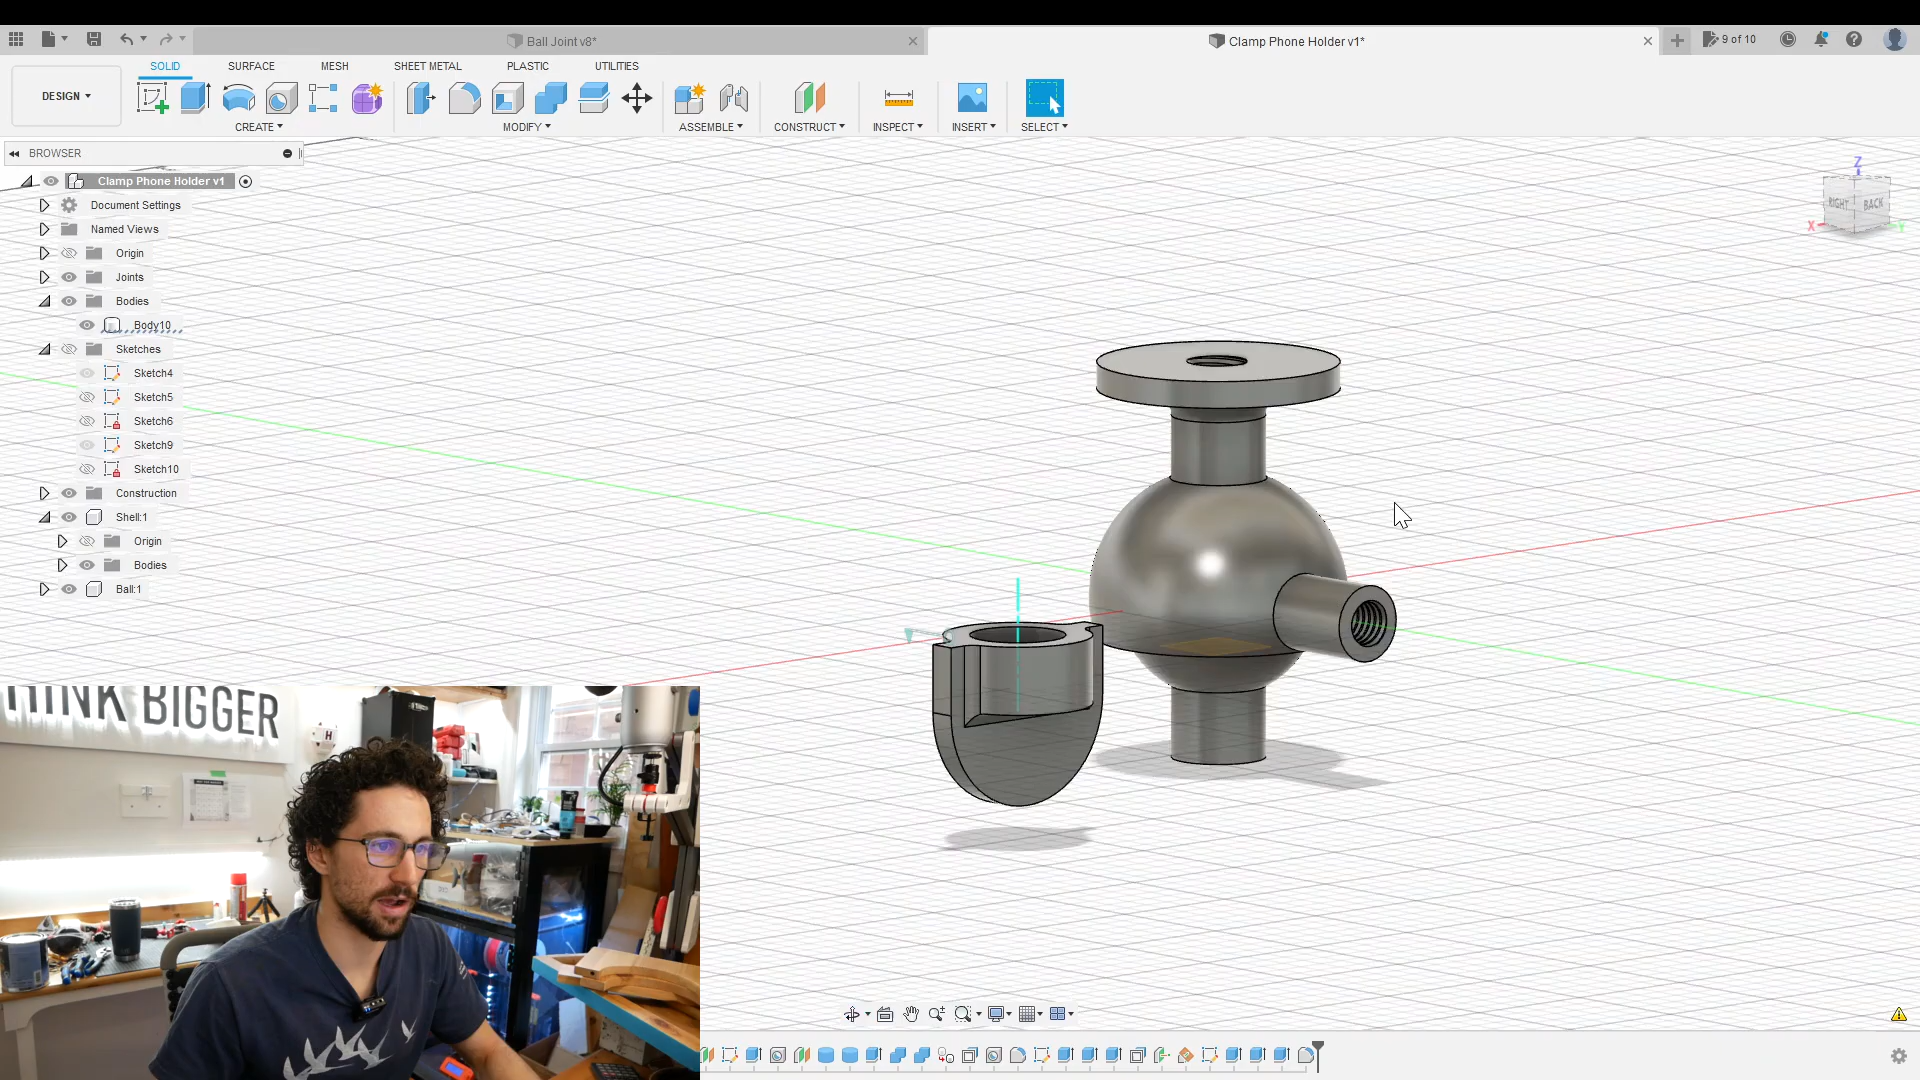 Ball Joint v8*
Clamp Phone Holder v1*
9 of 10
DESIGN
SOLID
SURFACE
MESH
SHEET METAL
PLASTIC
UTILITIES
CREATE
MODIFY
ASSEMBLE
CONSTRUCT
INSPECT
INSERT
SELECT
BROWSER
Clamp Phone Holder v1
Document Settings
Named Views
Origin
Joints
Bodies
Body10
Sketches
Sketch4
Sketch5
Sketch6
Sketch9
Sketch10
Construction
Shell:1
Origin
Bodies
Ball:1
Z
RIGHT
BACK
X
Y
THINK BIGGER
H